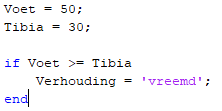 Voet = 50;
Tibia = 30;
if Voet >= Tibia
    Verhouding = 'vreemd';
end